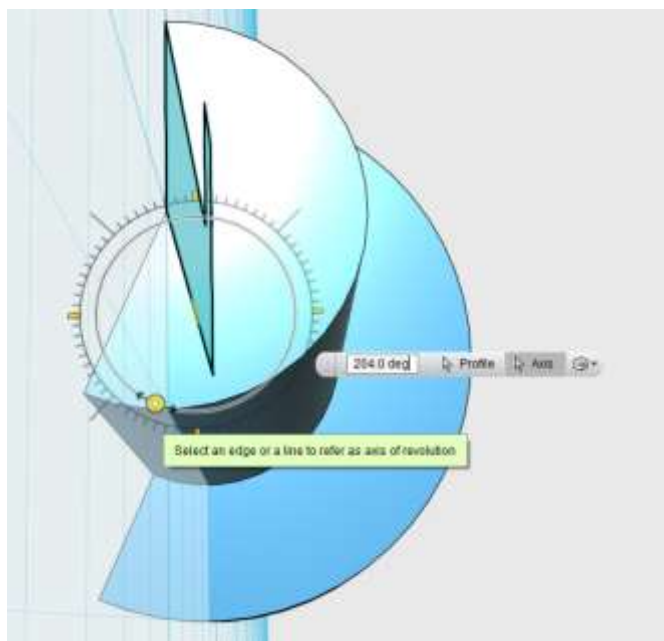 204.0 deg Profile Axis
Select an edge or a line to refer as axis of revolution